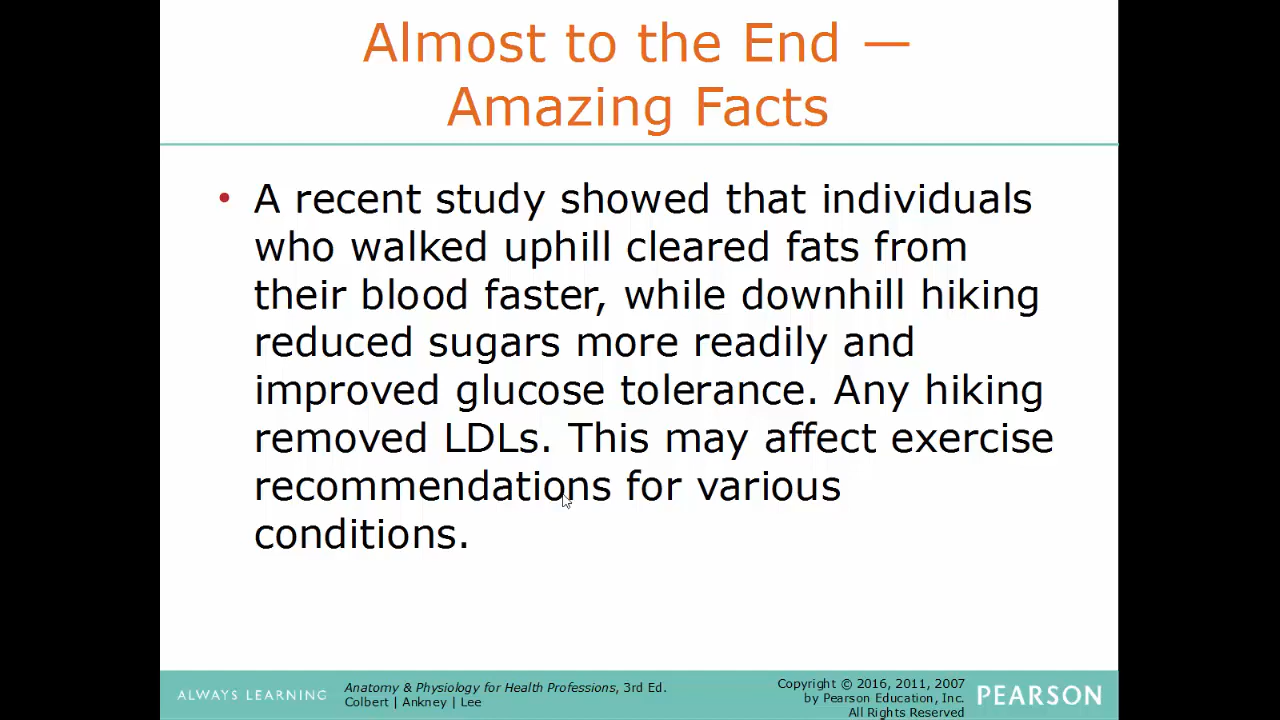 Almost to the End —
Amazing Facts
• A recent study showed that individuals
who walked uphill cleared fats from
their blood faster, while downhill hiking
reduced sugars more readily and
improved glucose tolerance. Any hiking
removed LDLs. This may affect exercise
recommendations for various
conditions.
ALWAYS LEARNING
Anatomy & Physiology for Health Professions, 3rd Ed.
Colbert | Ankney | Lee
Copyright © 2016, 2011, 2007
by Pearson Education, Inc.
All Rights Reserved
PEARSON